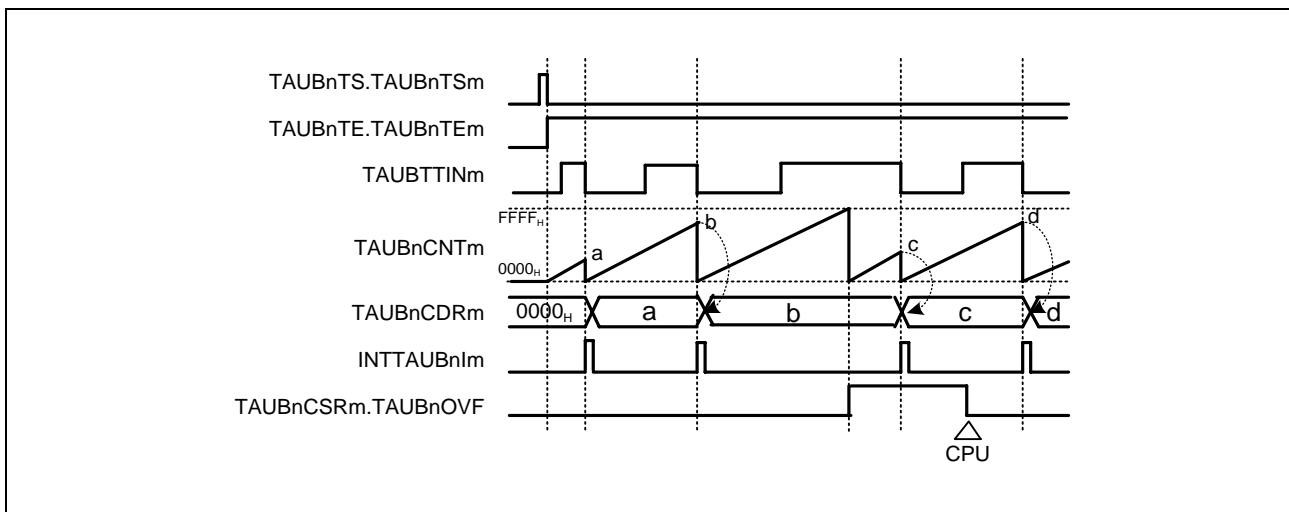 TAUBnTS.TAUBnTSm
TAUBnTE.TAUBnTEm
TAUBTTINm
FFFFH
TAUBnCNTm
0000H
a
b
c
d
TAUBnCDRm
0000H
a
b
c
d
INTTAUBnIm
TAUBnCSRm.TAUBnOVF
CPU